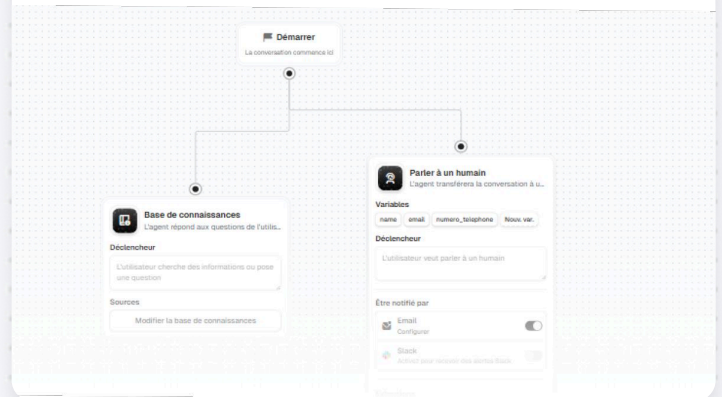 Démarrer
La conversation commence ici
Parler à un humain
L'agent transférera la conversation à u...
Variables
name email numero_telephone Nouv. var.
Déclencheur
L'utilisateur veut parler à un humain
Être notifié par
Email
Configurer
Slack
Base de connaissances
L'agent répond aux questions de l'utilis...
Déclencheur
L'utilisateur cherche des informations ou pose
une question
Sources
Modifier la base de connaissances